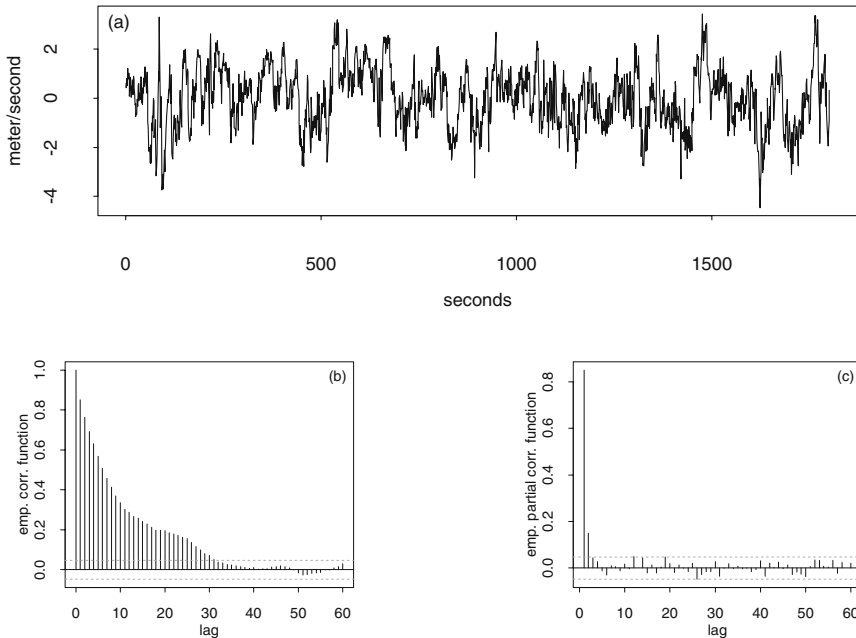 (a)
meter/second
2
0
-2
-4
0 500 1000 1500
seconds
(b)
emp. corr. function
1.0
0.8
0.6
0.4
0.2
0.0
0 10 20 30 40 50 60
lag
(c)
emp. partial corr. function
0.8
0.6
0.4
0.2
0.0
0 10 20 30 40 50 60
lag